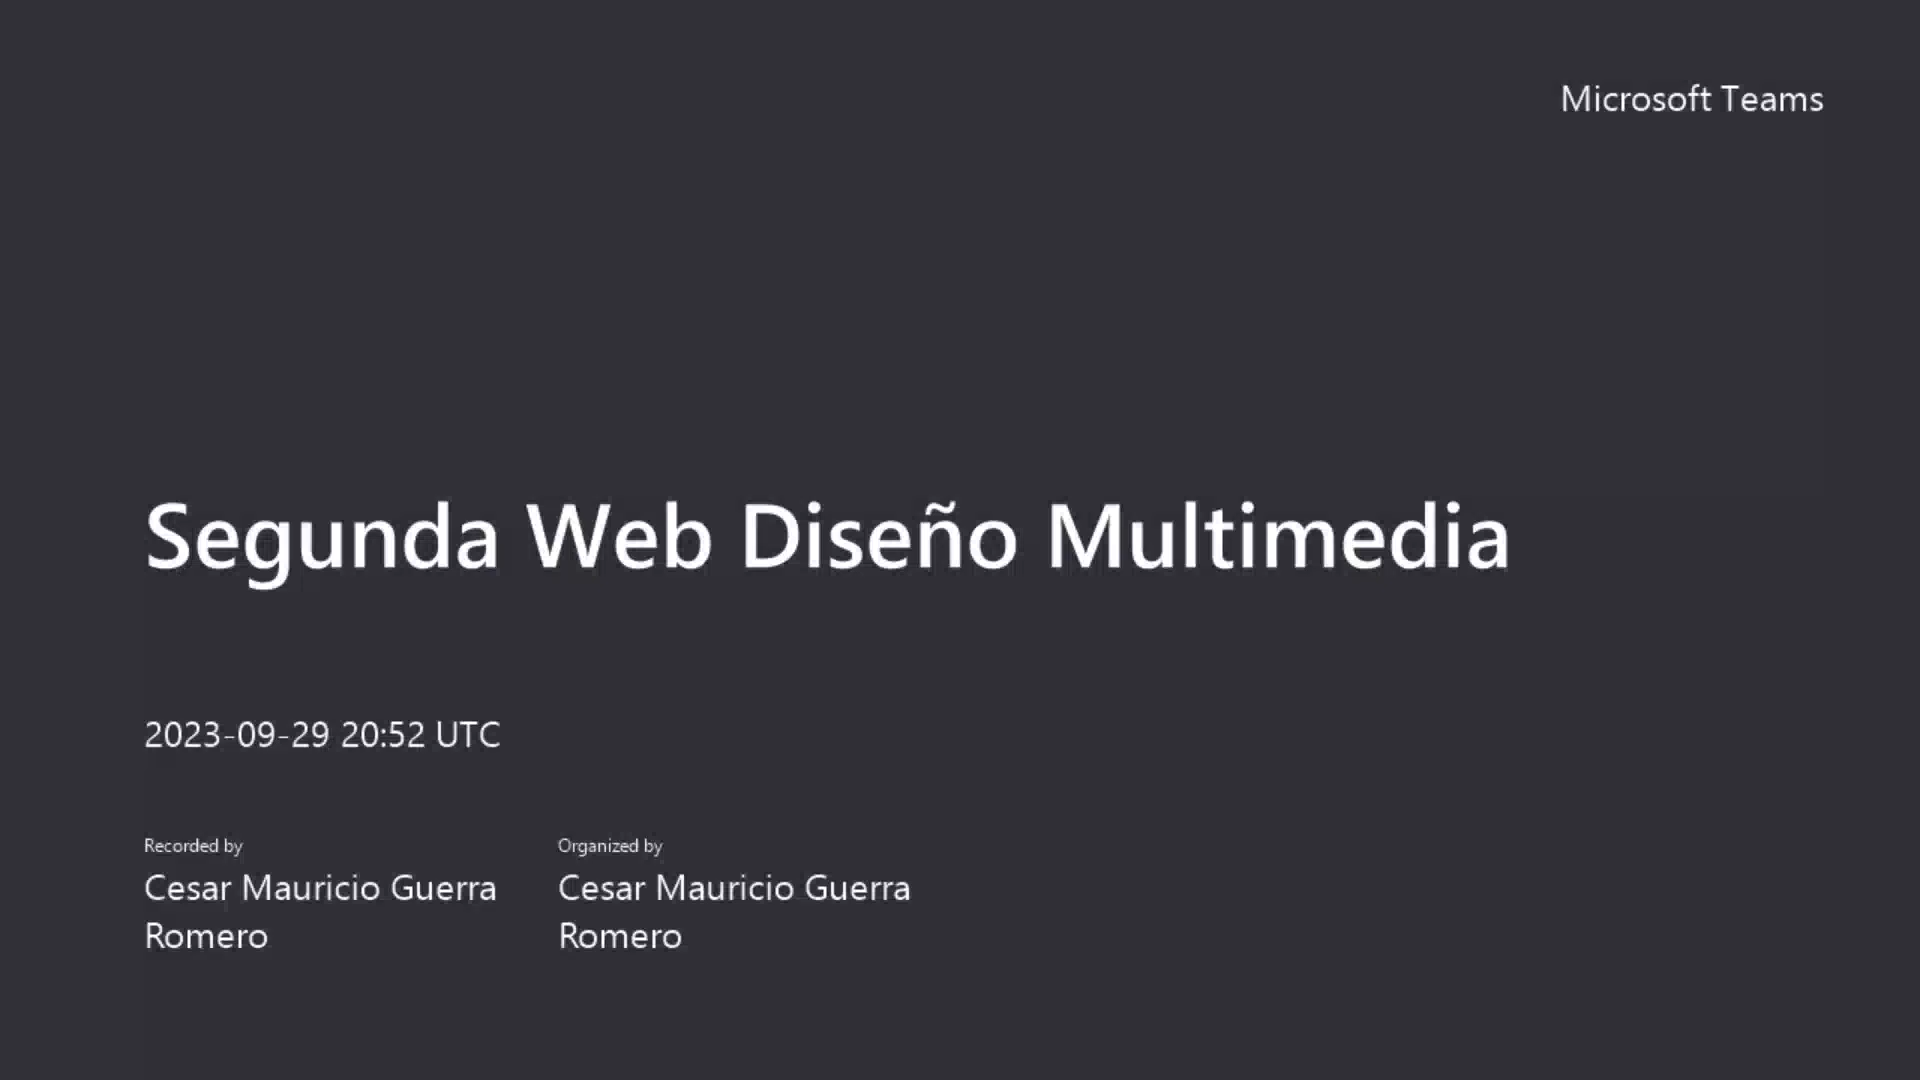 Microsoft Teams
Segunda Web Diseño Multimedia
2023-09-29 20:52 UTC
Recorded by
Cesar Mauricio Guerra
Romero
Organized by
Cesar Mauricio Guerra
Romero